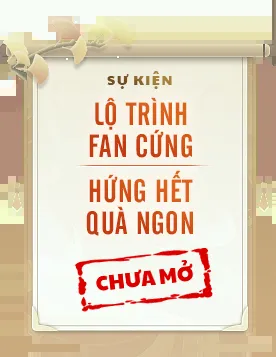 SỰ KIỆN
LỘ TRÌNH
FAN CỨNG
HỨNG HẾT
QUÀ NGON
CHƯA MỞ